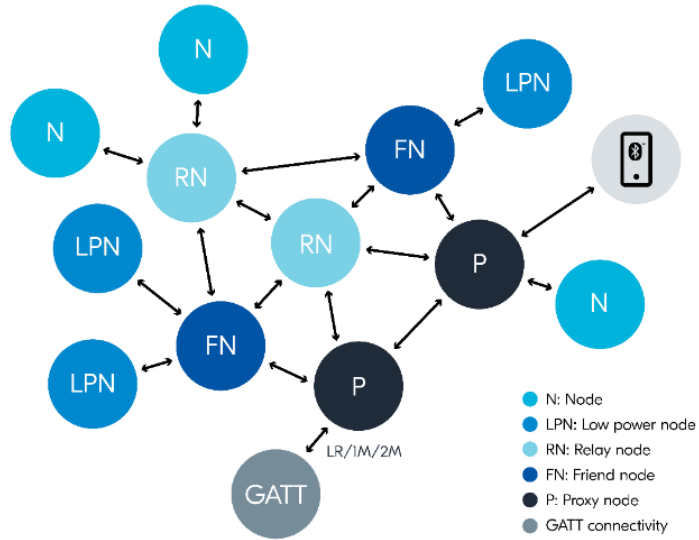 N
LPN
N
FN
RN
LPN
RN
P
N
FN
LPN
P
LR/1M/2M
GATT
N: Node
LPN: Low power node
RN: Relay node
FN: Friend node
P: Proxy node
GATT connectivity